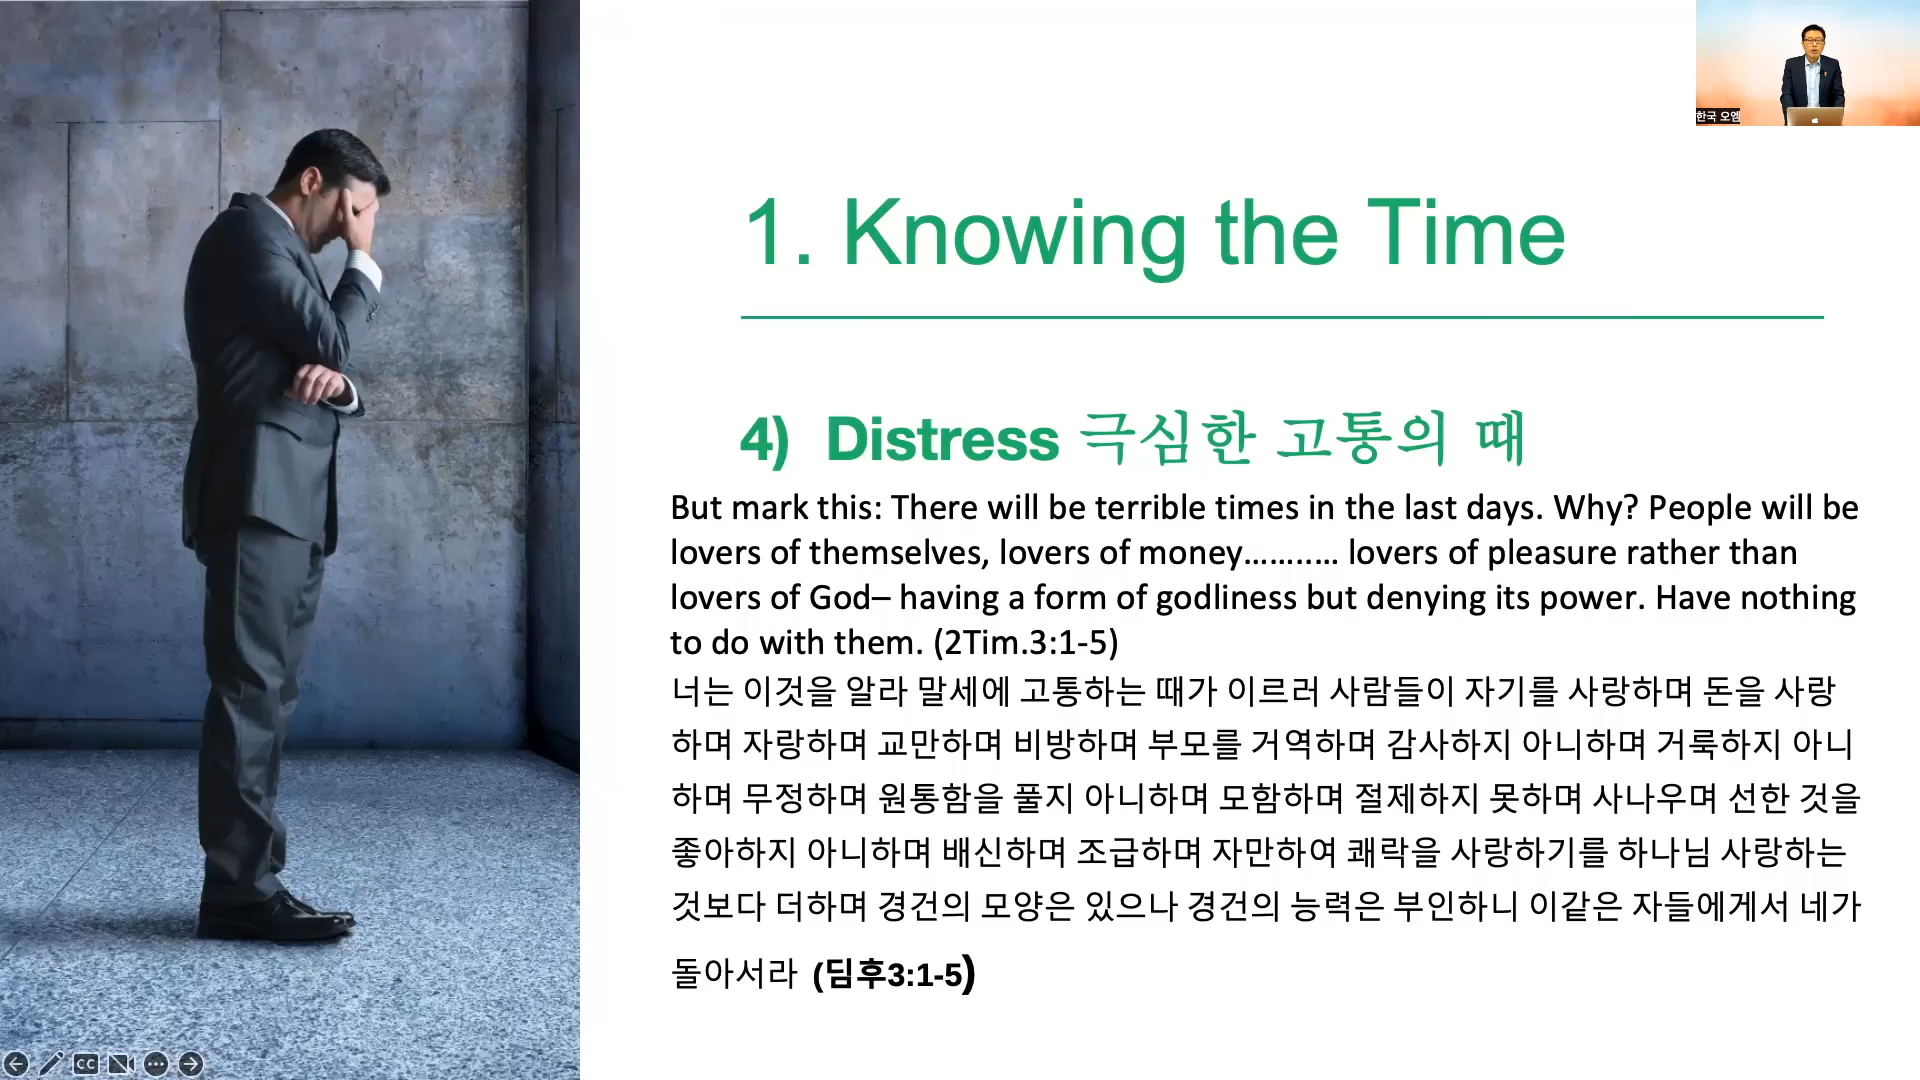 한국 오엠
1. Knowing the Time
4) Distress 극심한 고통의 때
But mark this: There will be terrible times in the last days. Why? People will be
lovers of themselves, lovers of money……..… lovers of pleasure rather than
lovers of God– having a form of godliness but denying its power. Have nothing
to do with them. (2Tim.3:1-5)
너는 이것을 알라 말세에 고통하는 때가 이르러 사람들이 자기를 사랑하며 돈을 사랑
하며 자랑하며 교만하며 비방하며 부모를 거역하며 감사하지 아니하며 거룩하지 아니
하며 무정하며 원통함을 풀지 아니하며 모함하며 절제하지 못하며 사나우며 선한 것을
좋아하지 아니하며 배신하며 조급하며 자만하여 쾌락을 사랑하기를 하나님 사랑하는
것보다 더하며 경건의 모양은 있으나 경건의 능력은 부인하니 이같은 자들에게서 네가
돌아서라 (딤후3:1-5)
CC